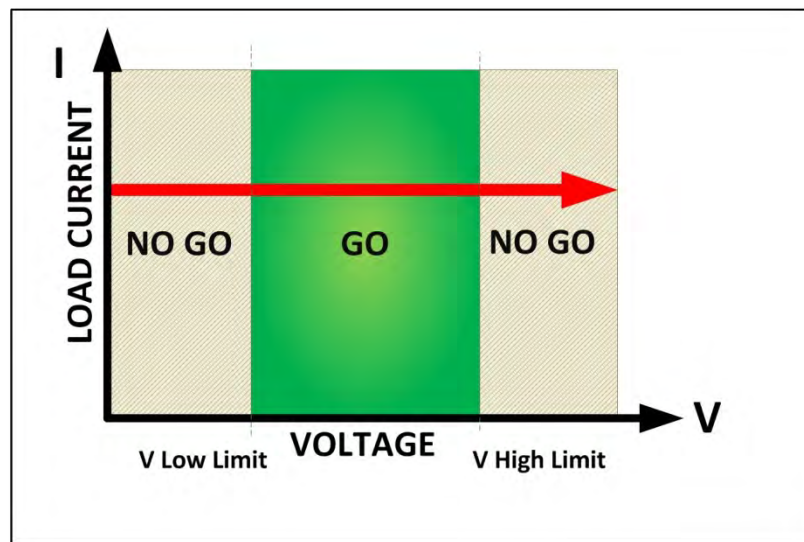 I
LOAD CURRENT
NO GO
GO
NO GO
V
VOLTAGE
V Low Limit
V High Limit